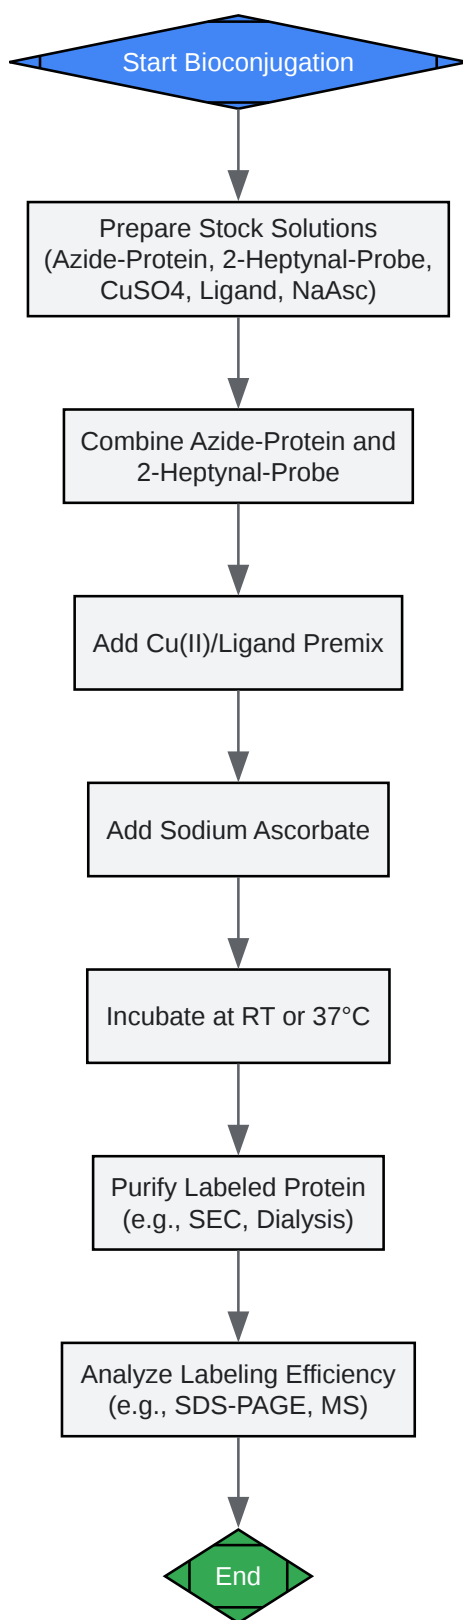 Start Bioconjugation
Prepare Stock Solutions
(Azide-Protein, 2-Heptynal-Probe,
CuSO4, Ligand, NaAsc)
Combine Azide-Protein and
2-Heptynal-Probe
Add Cu(II)/Ligand Premix
Add Sodium Ascorbate
Incubate at RT or 37°C
Purify Labeled Protein
(e.g., SEC, Dialysis)
Analyze Labeling Efficiency
(e.g., SDS-PAGE, MS)
End